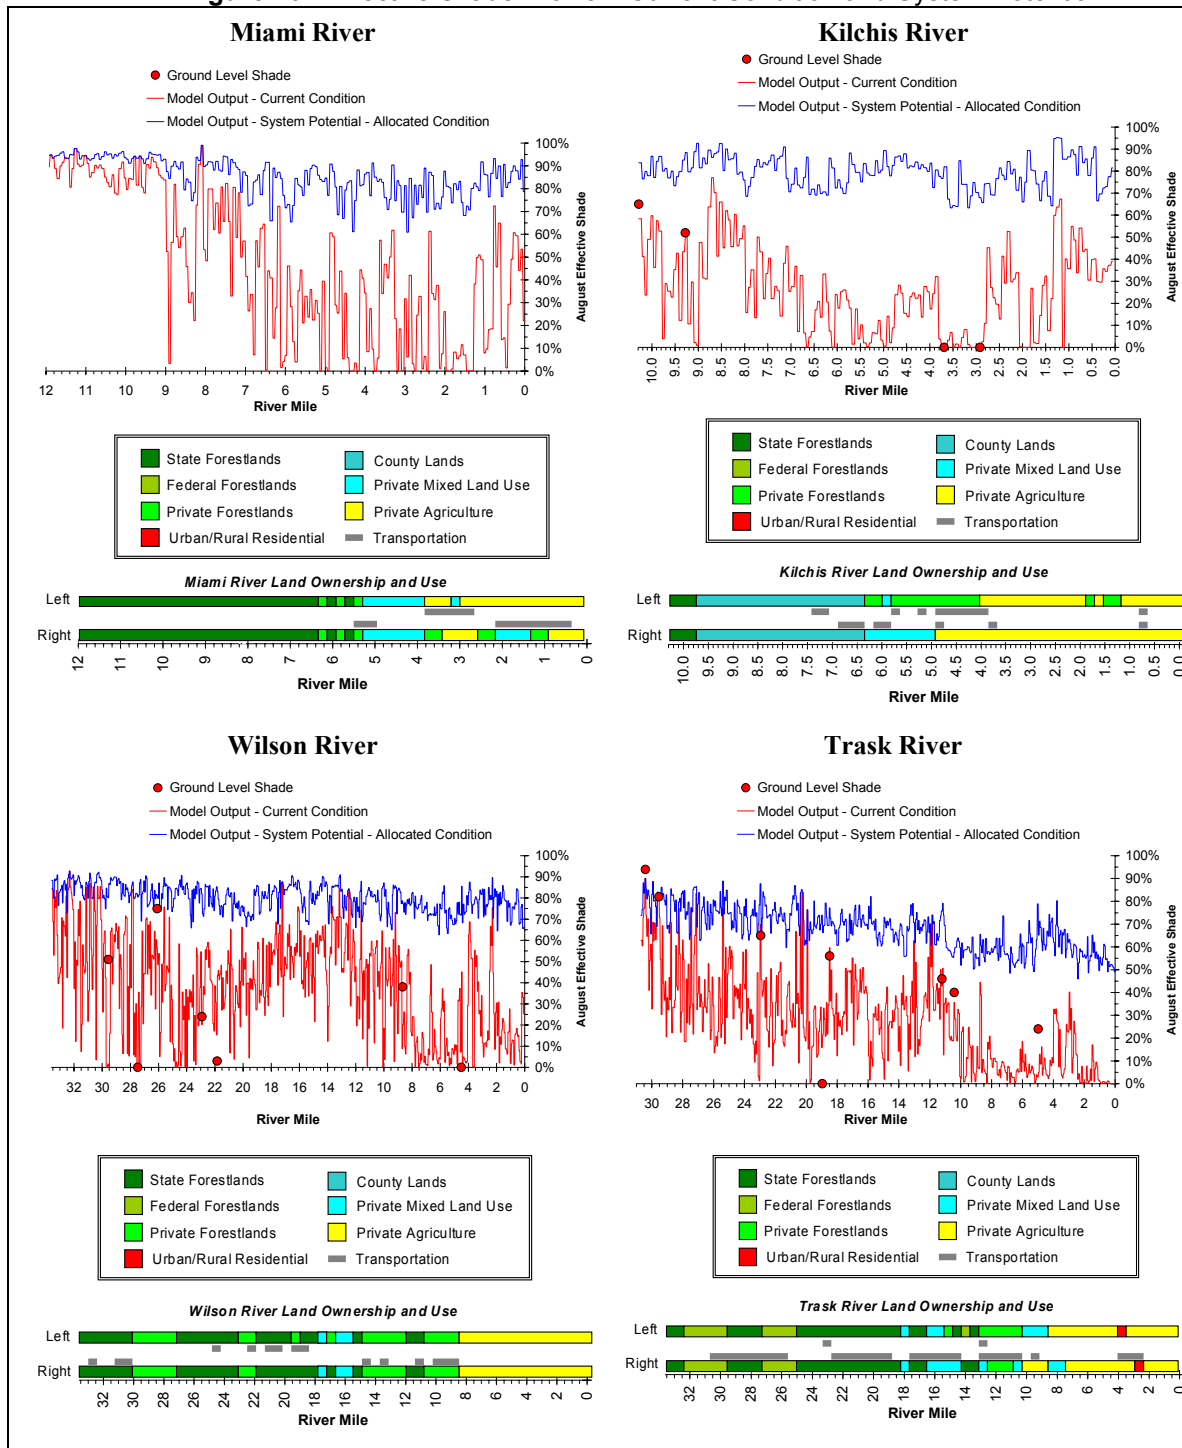 Miami River
Ground Level Shade
Model Output - Current Condition
Model Output - System Potential - Allocated Condition
100%
90%
80%
70%
60%
50%
40%
30%
20%
10%
0%
August Effective Shade
12 11 10 9 8 7 6 5 4 3 2 1 0
River Mile
State Forestlands
County Lands
Federal Forestlands
Private Mixed Land Use
Private Forestlands
Private Agriculture
Urban/Rural Residential
Transportation
Miami River Land Ownership and Use
Left
Right
12 11 10 9 8 7 6 5 4 3 2 1 0
River Mile
Kilchis River
Ground Level Shade
Model Output - Current Condition
Model Output - System Potential - Allocated Condition
100%
90%
80%
70%
60%
50%
40%
30%
20%
10%
0%
August Effective Shade
10.0 9.5 9.0 8.5 8.0 7.5 7.0 6.5 6.0 5.5 5.0 4.5 4.0 3.5 3.0 2.5 2.0 1.5 1.0 0.5 0.0
River Mile
State Forestlands
County Lands
Federal Forestlands
Private Mixed Land Use
Private Forestlands
Private Agriculture
Urban/Rural Residential
Transportation
Kilchis River Land Ownership and Use
Left
Right
10.0 9.5 9.0 8.5 8.0 7.5 7.0 6.5 6.0 5.5 5.0 4.5 4.0 3.5 3.0 2.5 2.0 1.5 1.0 0.5
River Mile
Wilson River
Ground Level Shade
Model Output - Current Condition
Model Output - System Potential - Allocated Condition
100%
90%
80%
70%
60%
50%
40%
30%
20%
10%
0%
August Effective Shade
32 30 28 26 24 22 20 18 16 14 12 10 8 6 4 2 0
River Mile
State Forestlands
County Lands
Federal Forestlands
Private Mixed Land Use
Private Forestlands
Private Agriculture
Urban/Rural Residential
Transportation
Wilson River Land Ownership and Use
Left
Right
32 30 28 26 24 22 20 18 16 14 12 10 8 6 4 2 0
River Mile
Trask River
Ground Level Shade
Model Output - Current Condition
Model Output - System Potential - Allocated Condition
100%
90%
80%
70%
60%
50%
40%
30%
20%
10%
0%
August Effective Shade
30 28 26 24 22 20 18 16 14 12 10 8 6 4 2 0
River Mile
State Forestlands
County Lands
Federal Forestlands
Private Mixed Land Use
Private Forestlands
Private Agriculture
Urban/Rural Residential
Transportation
Trask River Land Ownership and Use
Left
Right
32 30 28 26 24 22 20 18 16 14 12 10 8 6 4 2 0
River Mile